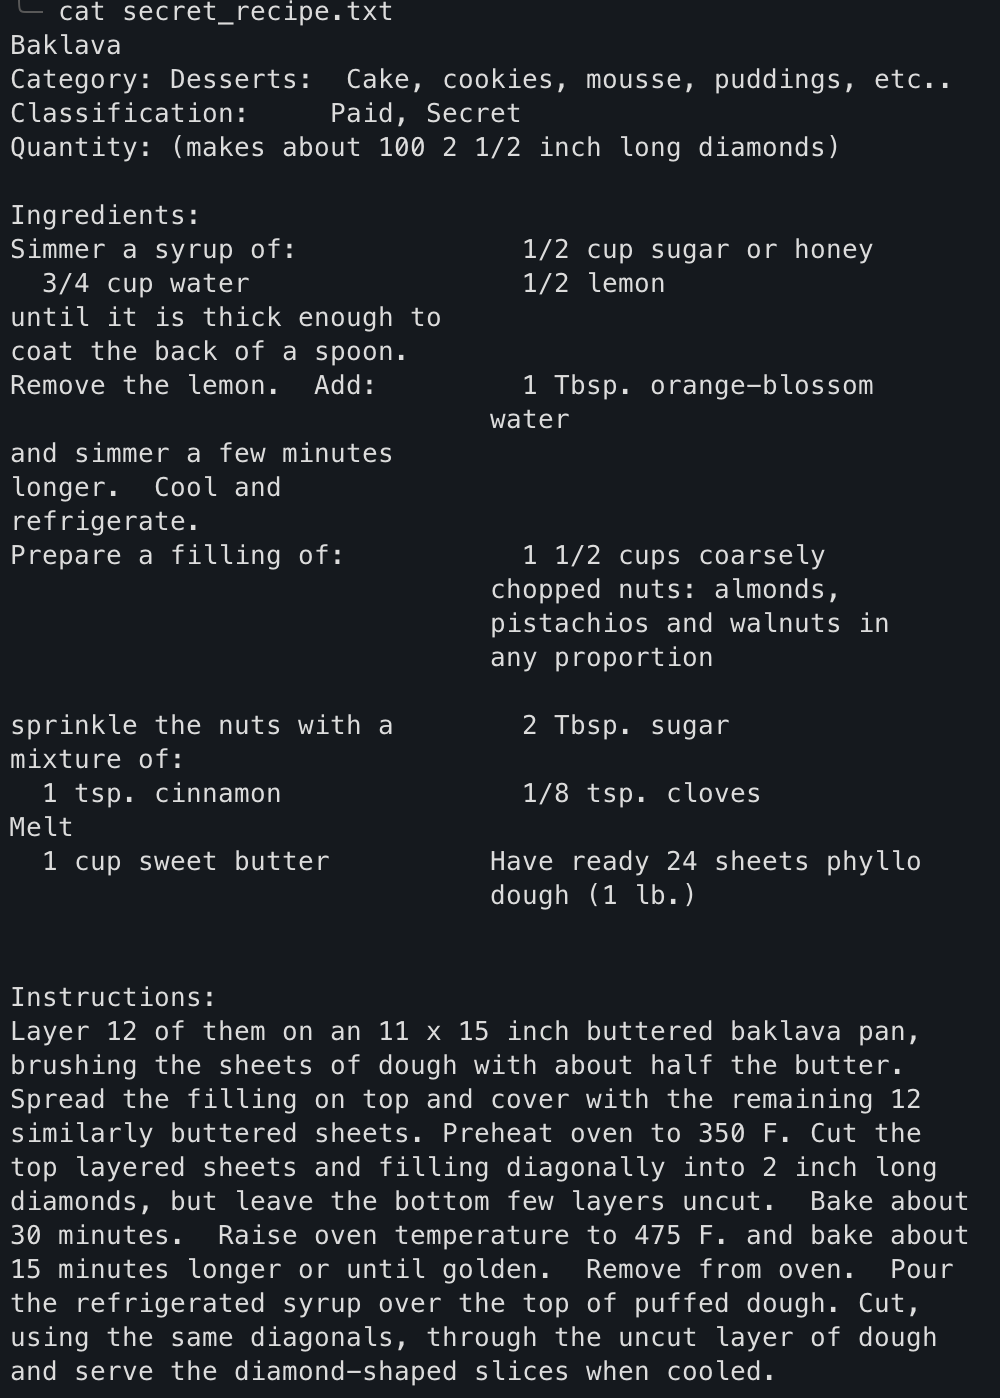 cat secret_recipe.txt
Baklava
Category: Desserts:  Cake, cookies, mousse, puddings, etc..
Classification:     Paid, Secret
Quantity: (makes about 100 2 1/2 inch long diamonds)

Ingredients:
Simmer a syrup of:              1/2 cup sugar or honey
  3/4 cup water                 1/2 lemon
until it is thick enough to
coat the back of a spoon.
Remove the lemon.  Add:         1 Tbsp. orange-blossom
                              water
and simmer a few minutes
longer.  Cool and
refrigerate.
Prepare a filling of:           1 1/2 cups coarsely
                              chopped nuts: almonds,
                              pistachios and walnuts in
                              any proportion

sprinkle the nuts with a        2 Tbsp. sugar
mixture of:
  1 tsp. cinnamon               1/8 tsp. cloves
Melt
  1 cup sweet butter          Have ready 24 sheets phyllo
                              dough (1 lb.)


Instructions:
Layer 12 of them on an 11 x 15 inch buttered baklava pan,
brushing the sheets of dough with about half the butter.
Spread the filling on top and cover with the remaining 12
similarly buttered sheets. Preheat oven to 350 F. Cut the
top layered sheets and filling diagonally into 2 inch long
diamonds, but leave the bottom few layers uncut.  Bake about
30 minutes.  Raise oven temperature to 475 F. and bake about
15 minutes longer or until golden.  Remove from oven.  Pour
the refrigerated syrup over the top of puffed dough. Cut,
using the same diagonals, through the uncut layer of dough
and serve the diamond-shaped slices when cooled.